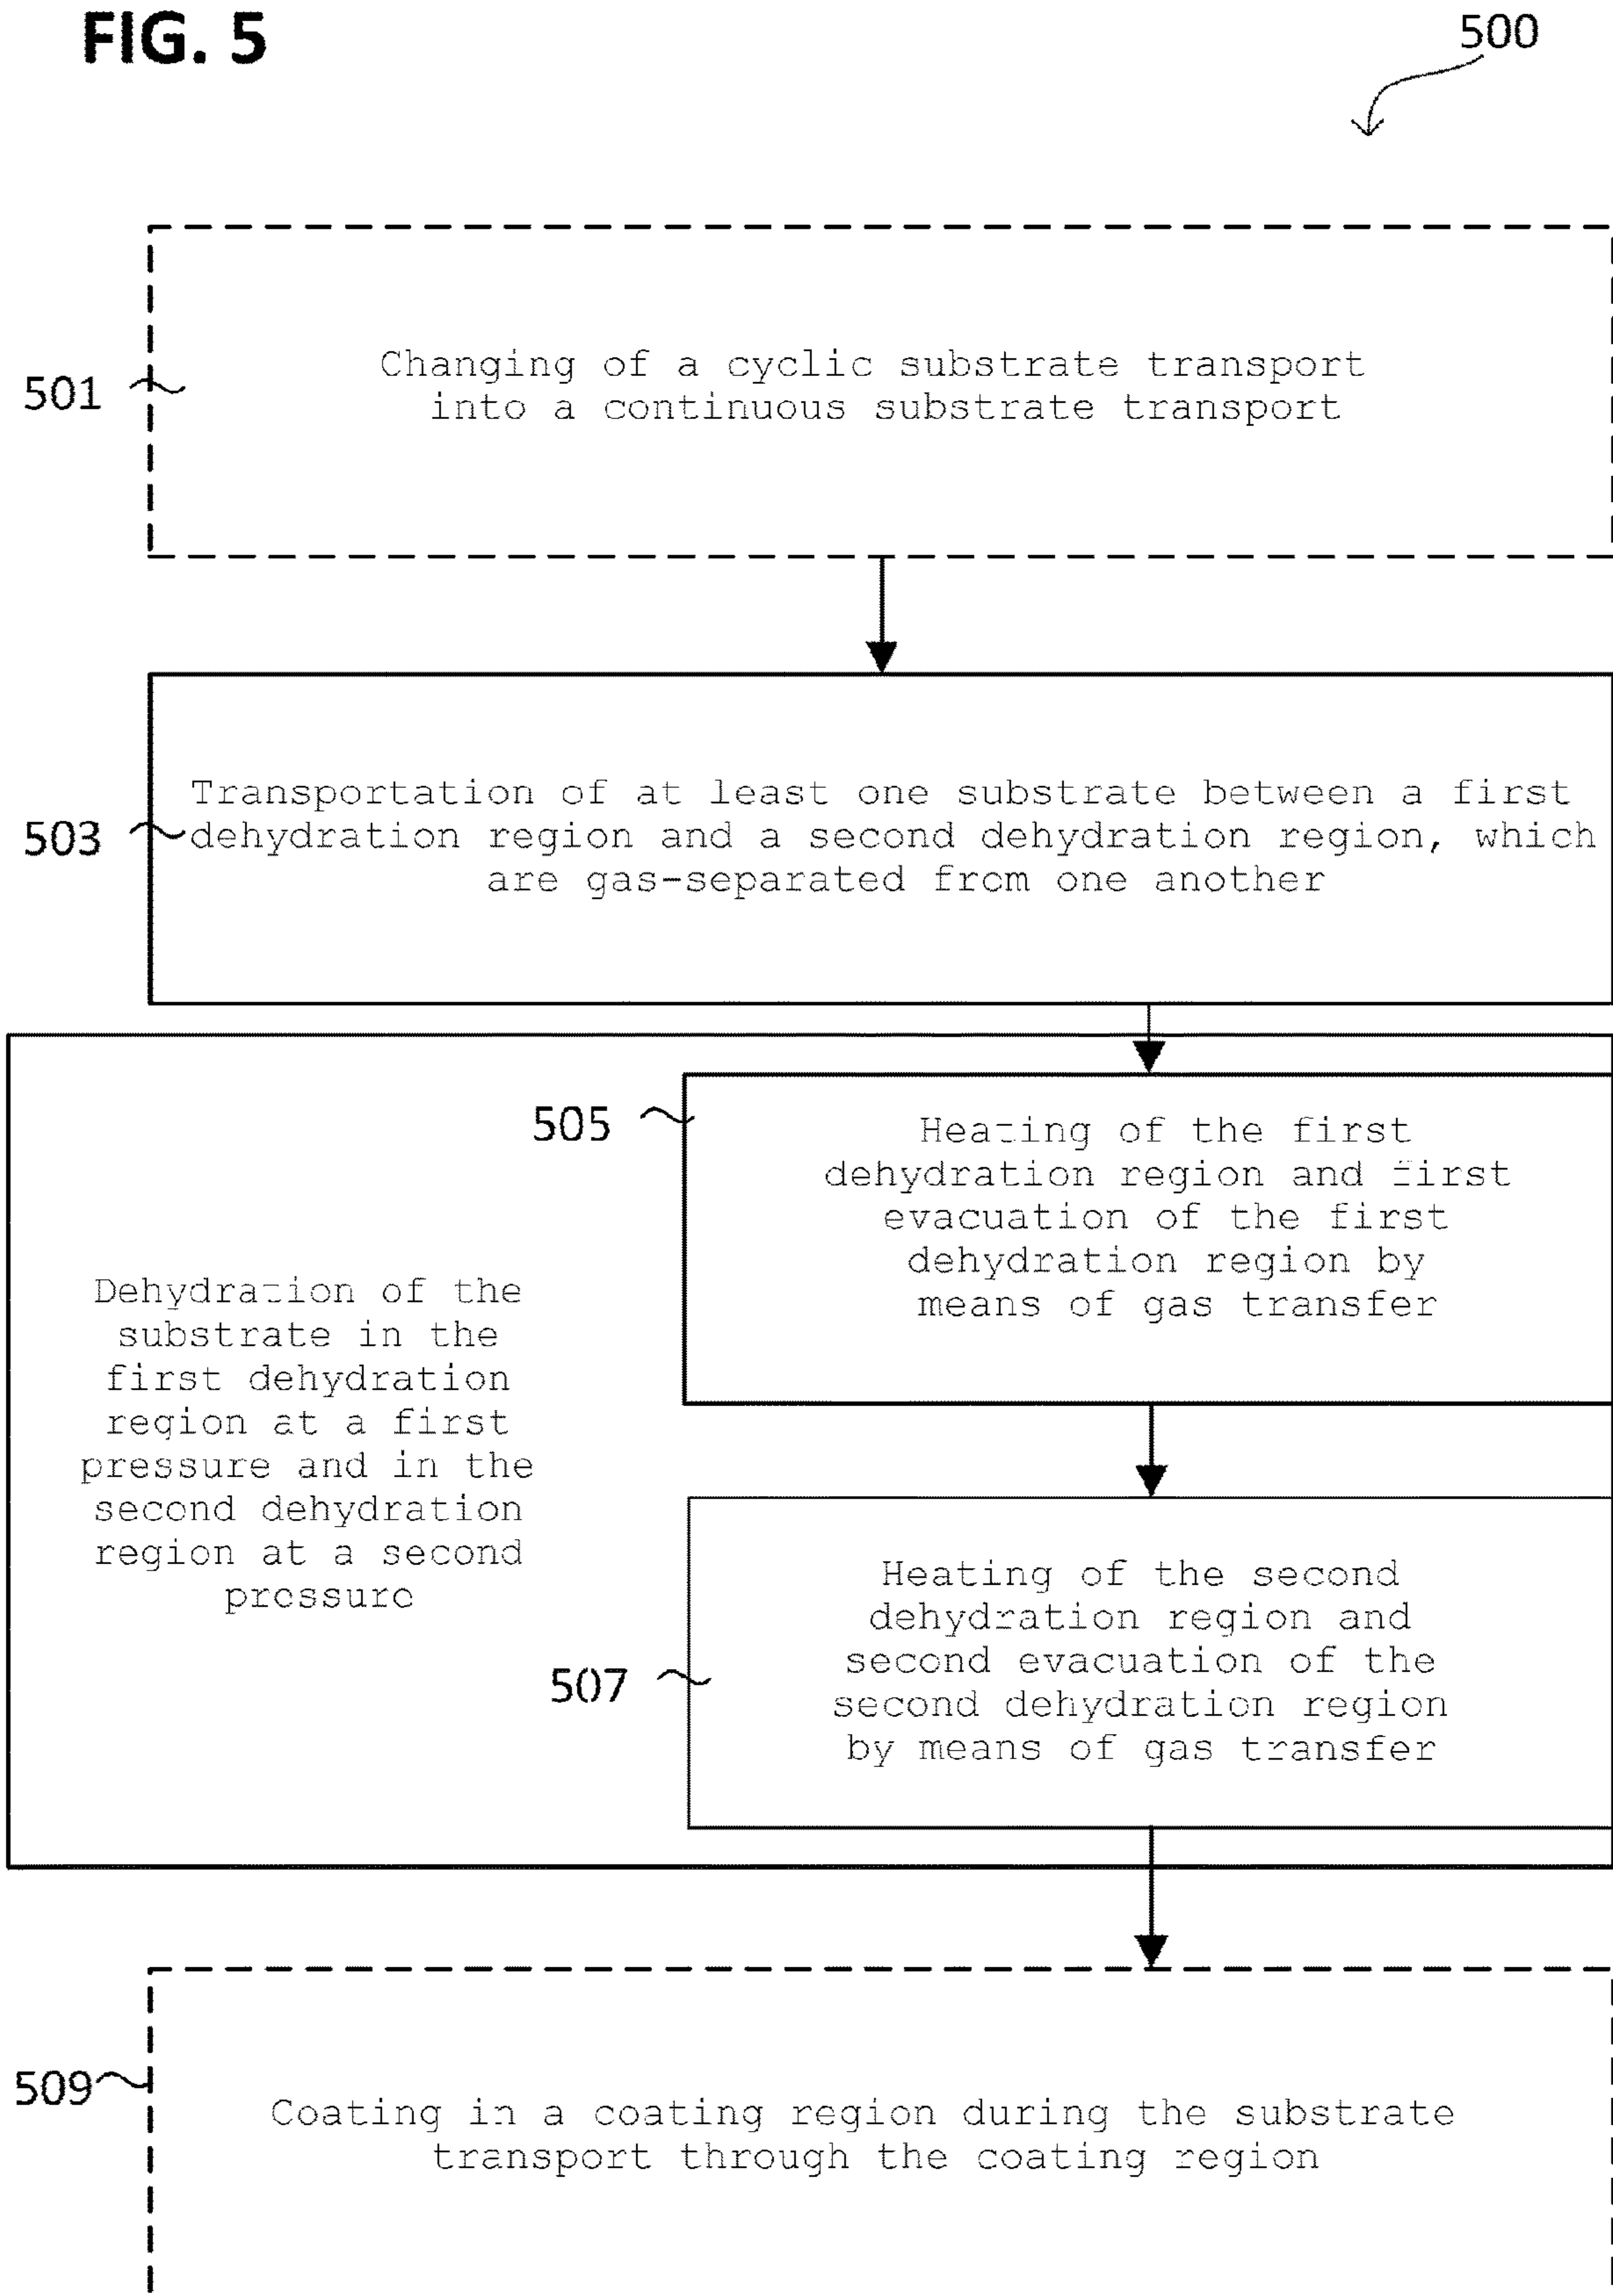 FIG. 5
500
501
Changing of a cyclic substrate transport
into a continuous substrate transport
503
Transportation of at least one substrate between a first
dehydration region and a second dehydration region, which
are gas-separated from one another
Dehydration of the
substrate in the
first dehydration
region at a first
pressure and in the
second dehydration
region at a second
pressure
505
Heating of the first
dehydration region and first
evacuation of the first
dehydration region by
means of gas transfer
507
Heating of the second
dehydration region and
second evacuation of the
second dehydration region
by means of gas transfer
509
Coating in a coating region during the substrate
transport through the coating region